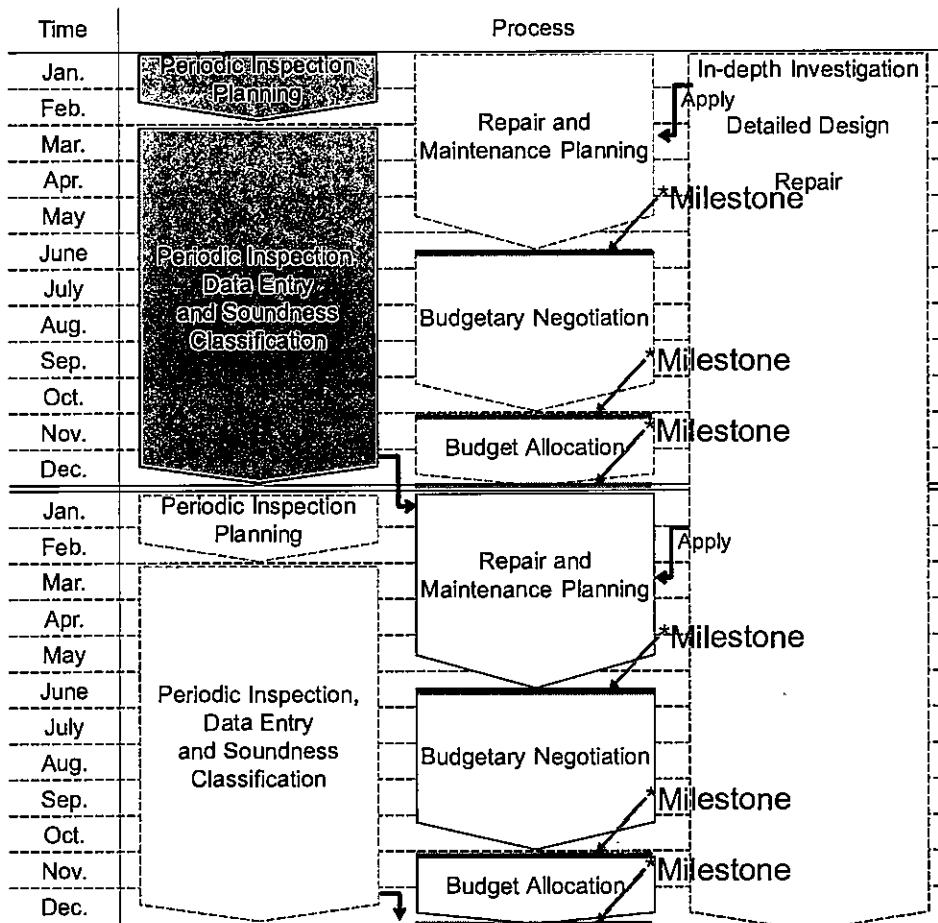 Time
Process
Jan.
Feb.
Mar.
Apr.
May
June
July
Aug.
Sep.
Oct.
Nov.
Dec.
Jan.
Feb.
Mar.
Apr.
May
June
July
Aug.
Sep.
Oct.
Nov.
Dec.
Periodic Inspection
Planning
Periodic Inspection,
Data Entry
and Soundness
Classification
Periodic Inspection
Planning
Periodic Inspection,
Data Entry
and Soundness
Classification
Repair and
Maintenance Planning
Budgetary Negotiation
Budget Allocation
Repair and
Maintenance Planning
Budgetary Negotiation
Budget Allocation
In-depth Investigation
Apply
Detailed Design
Repair
*Milestone
*Milestone
*Milestone
Apply
*Milestone
*Milestone
*Milestone